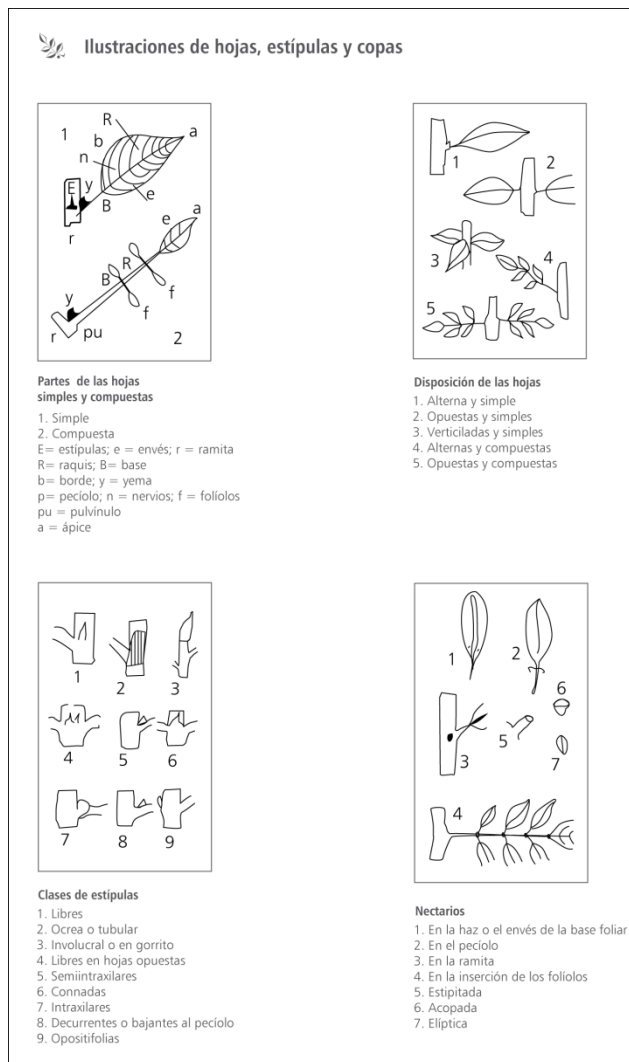 Ilustraciones de hojas, estípulas y copas
1
R
b
a
n
y
E
B
e
r
e
a
B
R
f
y
f
r
pu
2
Partes de las hojas
simples y compuestas
1. Simple
2. Compuesta
E= estípulas; e = envés; r = ramita
R= raquis; B= base
b= borde; y = yema
p= pecíolo; n = nervios; f = folíolos
pu = pulvínulo
a = ápice
1
2
3
4
5
Disposición de las hojas
1. Alterna y simple
2. Opuestas y simples
3. Verticiladas y simples
4. Alternas y compuestas
5. Opuestas y compuestas
1
2
3
4
5
6
7
8
9
Clases de estípulas
1. Libres
2. Ocrea o tubular
3. Involucral o en gorrito
4. Libres en hojas opuestas
5. Semiintraxilares
6. Connadas
7. Intraxilares
8. Decurrentes o bajantes al pecíolo
9. Opositifolias
1
2
6
3
5
7
4
Nectarios
1. En la haz o el envés de la base foliar
2. En el pecíolo
3. En la ramita
4. En la inserción de los folíolos
5. Estipitada
6. Acopada
7. Elíptica